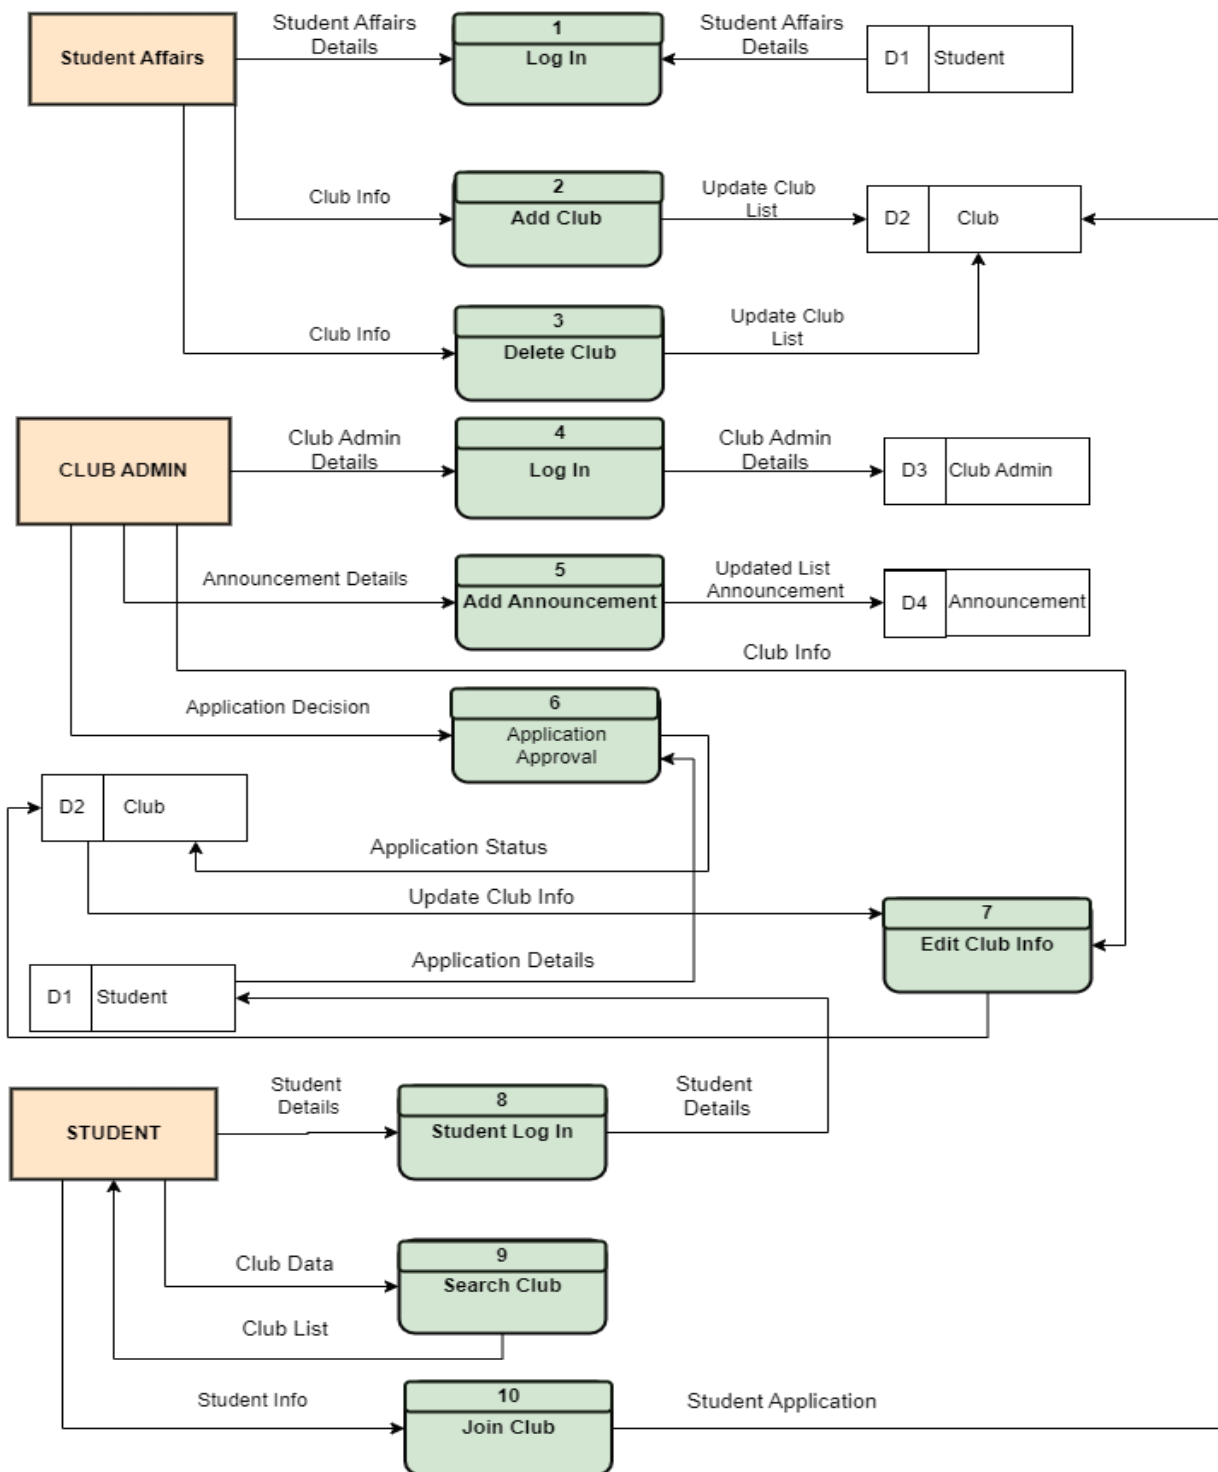 Student Affairs
Student Affairs
Details
1
Log In
Student Affairs
Details
D1
Student
Club Info
2
Add Club
Update Club
List
D2
Club
Club Info
3
Delete Club
Update Club
List
CLUB ADMIN
Club Admin
Details
4
Log In
Club Admin
Details
D3
Club Admin
Announcement Details
5
Add Announcement
Updated List
Announcement
D4
Announcement
Club Info
Application Decision
6
Application
Approval
D2
Club
Application Status
Update Club Info
7
Edit Club Info
Application Details
D1
Student
STUDENT
Student
Details
8
Student Log In
Student
Details
Club Data
9
Search Club
Club List
Student Info
10
Join Club
Student Application